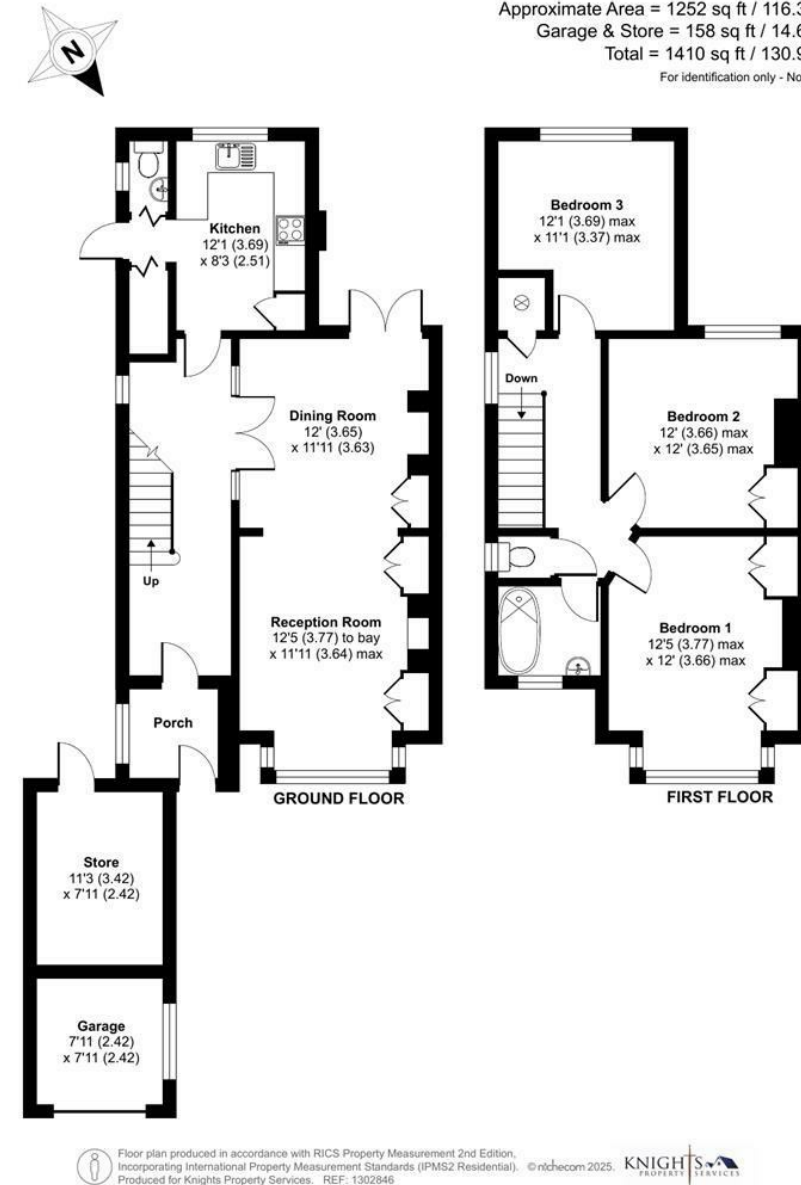 Approximate Area = 1252 sq ft / 116.3
Garage & Store = 158 sq ft / 14.6
Total = 1410 sq ft / 130.9
For identification only - No
N
Kitchen
12'1 (3.69)
x 8'3 (2.51)
Dining Room
12' (3.65)
x 11'11 (3.63)
Up
Reception Room
12'5 (3.77) to bay
x 11'11 (3.64) max
Porch
GROUND FLOOR
Store
11'3 (3.42)
x 7'11 (2.42)
Garage
7'11 (2.42)
x 7'11 (2.42)
Bedroom 3
12'1 (3.69) max
x 11'1 (3.37) max
Down
Bedroom 2
12' (3.66) max
x 12' (3.65) max
Bedroom 1
12'5 (3.77) max
x 12' (3.66) max
FIRST FLOOR
Floor plan produced in accordance with RICS Property Measurement 2nd Edition,
Incorporating International Property Measurement Standards (IPMS2 Residential). © nichecom 2025.
Produced for Knights Property Services. REF: 1302846
KNIGHTS
PROPERTY SERVICES